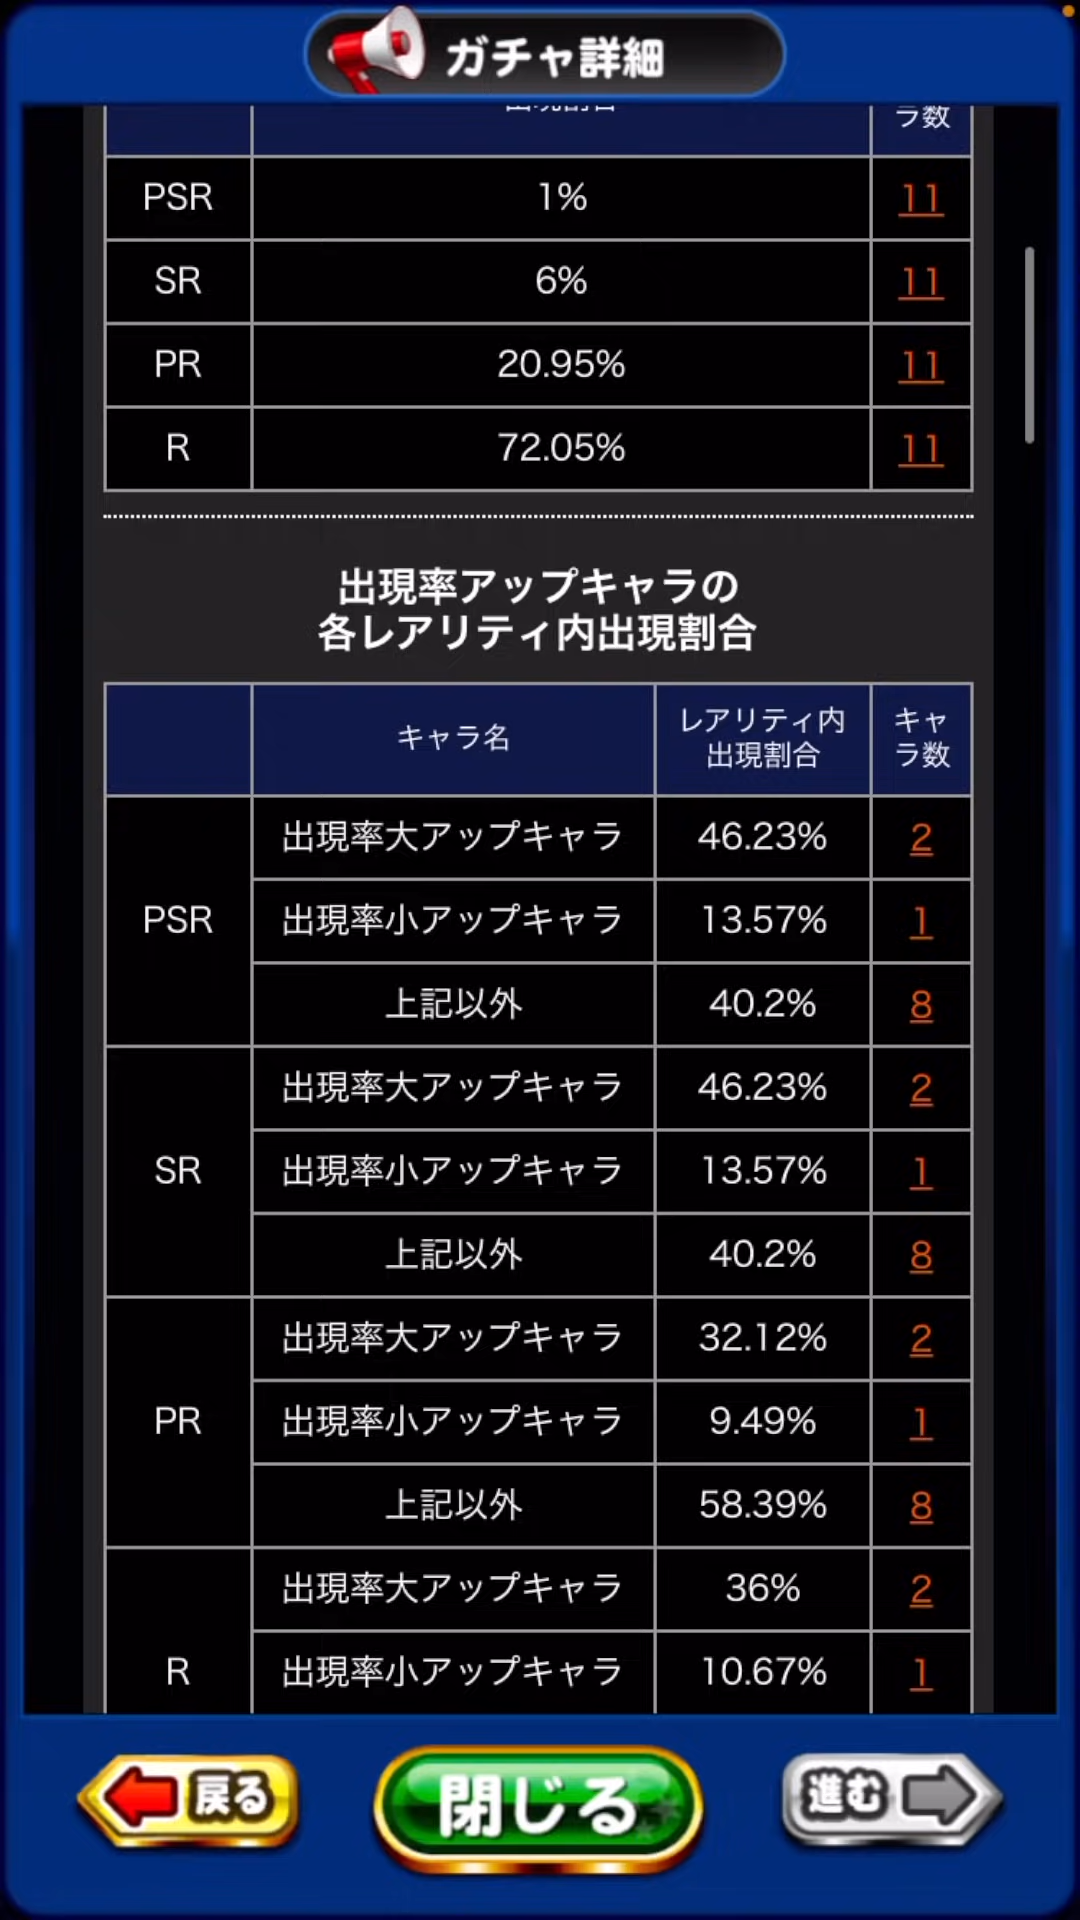 ガチャ詳細
出現割合
ラ数
PSR 1% 11
SR 6% 11
PR 20.95% 11
R 72.05% 11
出現率アップキャラの
各レアリティ内出現割合
キャラ名 レアリティ内 キャ
出現割合 ラ数
出現率大アップキャラ 46.23% 2
PSR 出現率小アップキャラ 13.57% 1
上記以外 40.2% 8
出現率大アップキャラ 46.23% 2
SR 出現率小アップキャラ 13.57% 1
上記以外 40.2% 8
出現率大アップキャラ 32.12% 2
PR 出現率小アップキャラ 9.49% 1
上記以外 58.39% 8
出現率大アップキャラ 36% 2
R 出現率小アップキャラ 10.67% 1
戻る 閉じる 進む